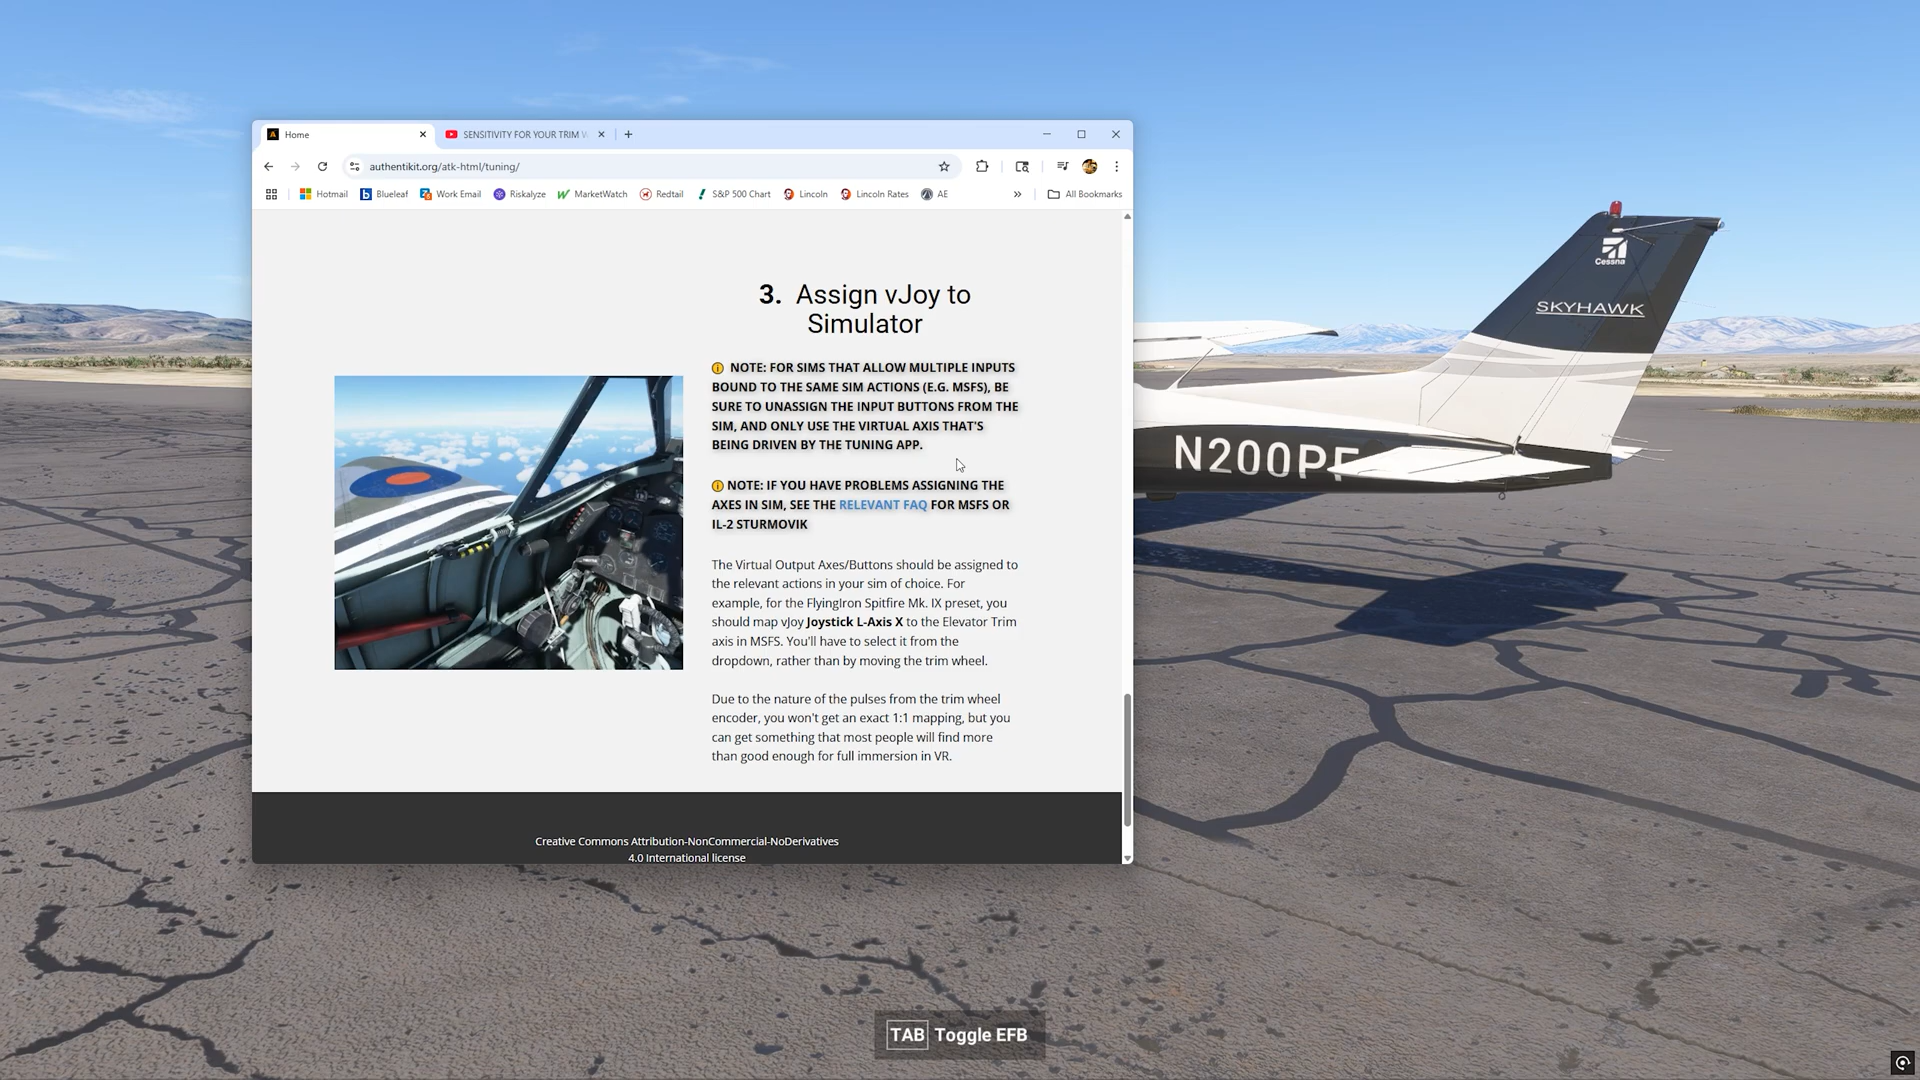 Home
SENSITIVITY FOR YOUR TRIM W
authentikit.org/atk-html/tuning/
Hotmail
Blueleaf
Work Email
Riskalyze
MarketWatch
Redtail
S&P 500 Chart
Lincoln
Lincoln Rates
AE
»
All Bookmarks
3. Assign vJoy to
Simulator
NOTE: FOR SIMS THAT ALLOW MULTIPLE INPUTS
BOUND TO THE SAME SIM ACTIONS (E.G. MSFS), BE
SURE TO UNASSIGN THE INPUT BUTTONS FROM THE
SIM, AND ONLY USE THE VIRTUAL AXIS THAT'S
BEING DRIVEN BY THE TUNING APP.
NOTE: IF YOU HAVE PROBLEMS ASSIGNING THE
AXES IN SIM, SEE THE RELEVANT FAQ FOR MSFS OR
IL-2 STURMOVIK
The Virtual Output Axes/Buttons should be assigned to
the relevant actions in your sim of choice. For
example, for the FlyingIron Spitfire Mk. IX preset, you
should map vJoy Joystick L-Axis X to the Elevator Trim
axis in MSFS. You'll have to select it from the
dropdown, rather than by moving the trim wheel.
Due to the nature of the pulses from the trim wheel
encoder, you won't get an exact 1:1 mapping, but you
can get something that most people will find more
than good enough for full immersion in VR.
Creative Commons Attribution-NonCommercial-NoDerivatives
4.0 International license
Cessna
SKYHAWK
N200PF
TAB Toggle EFB